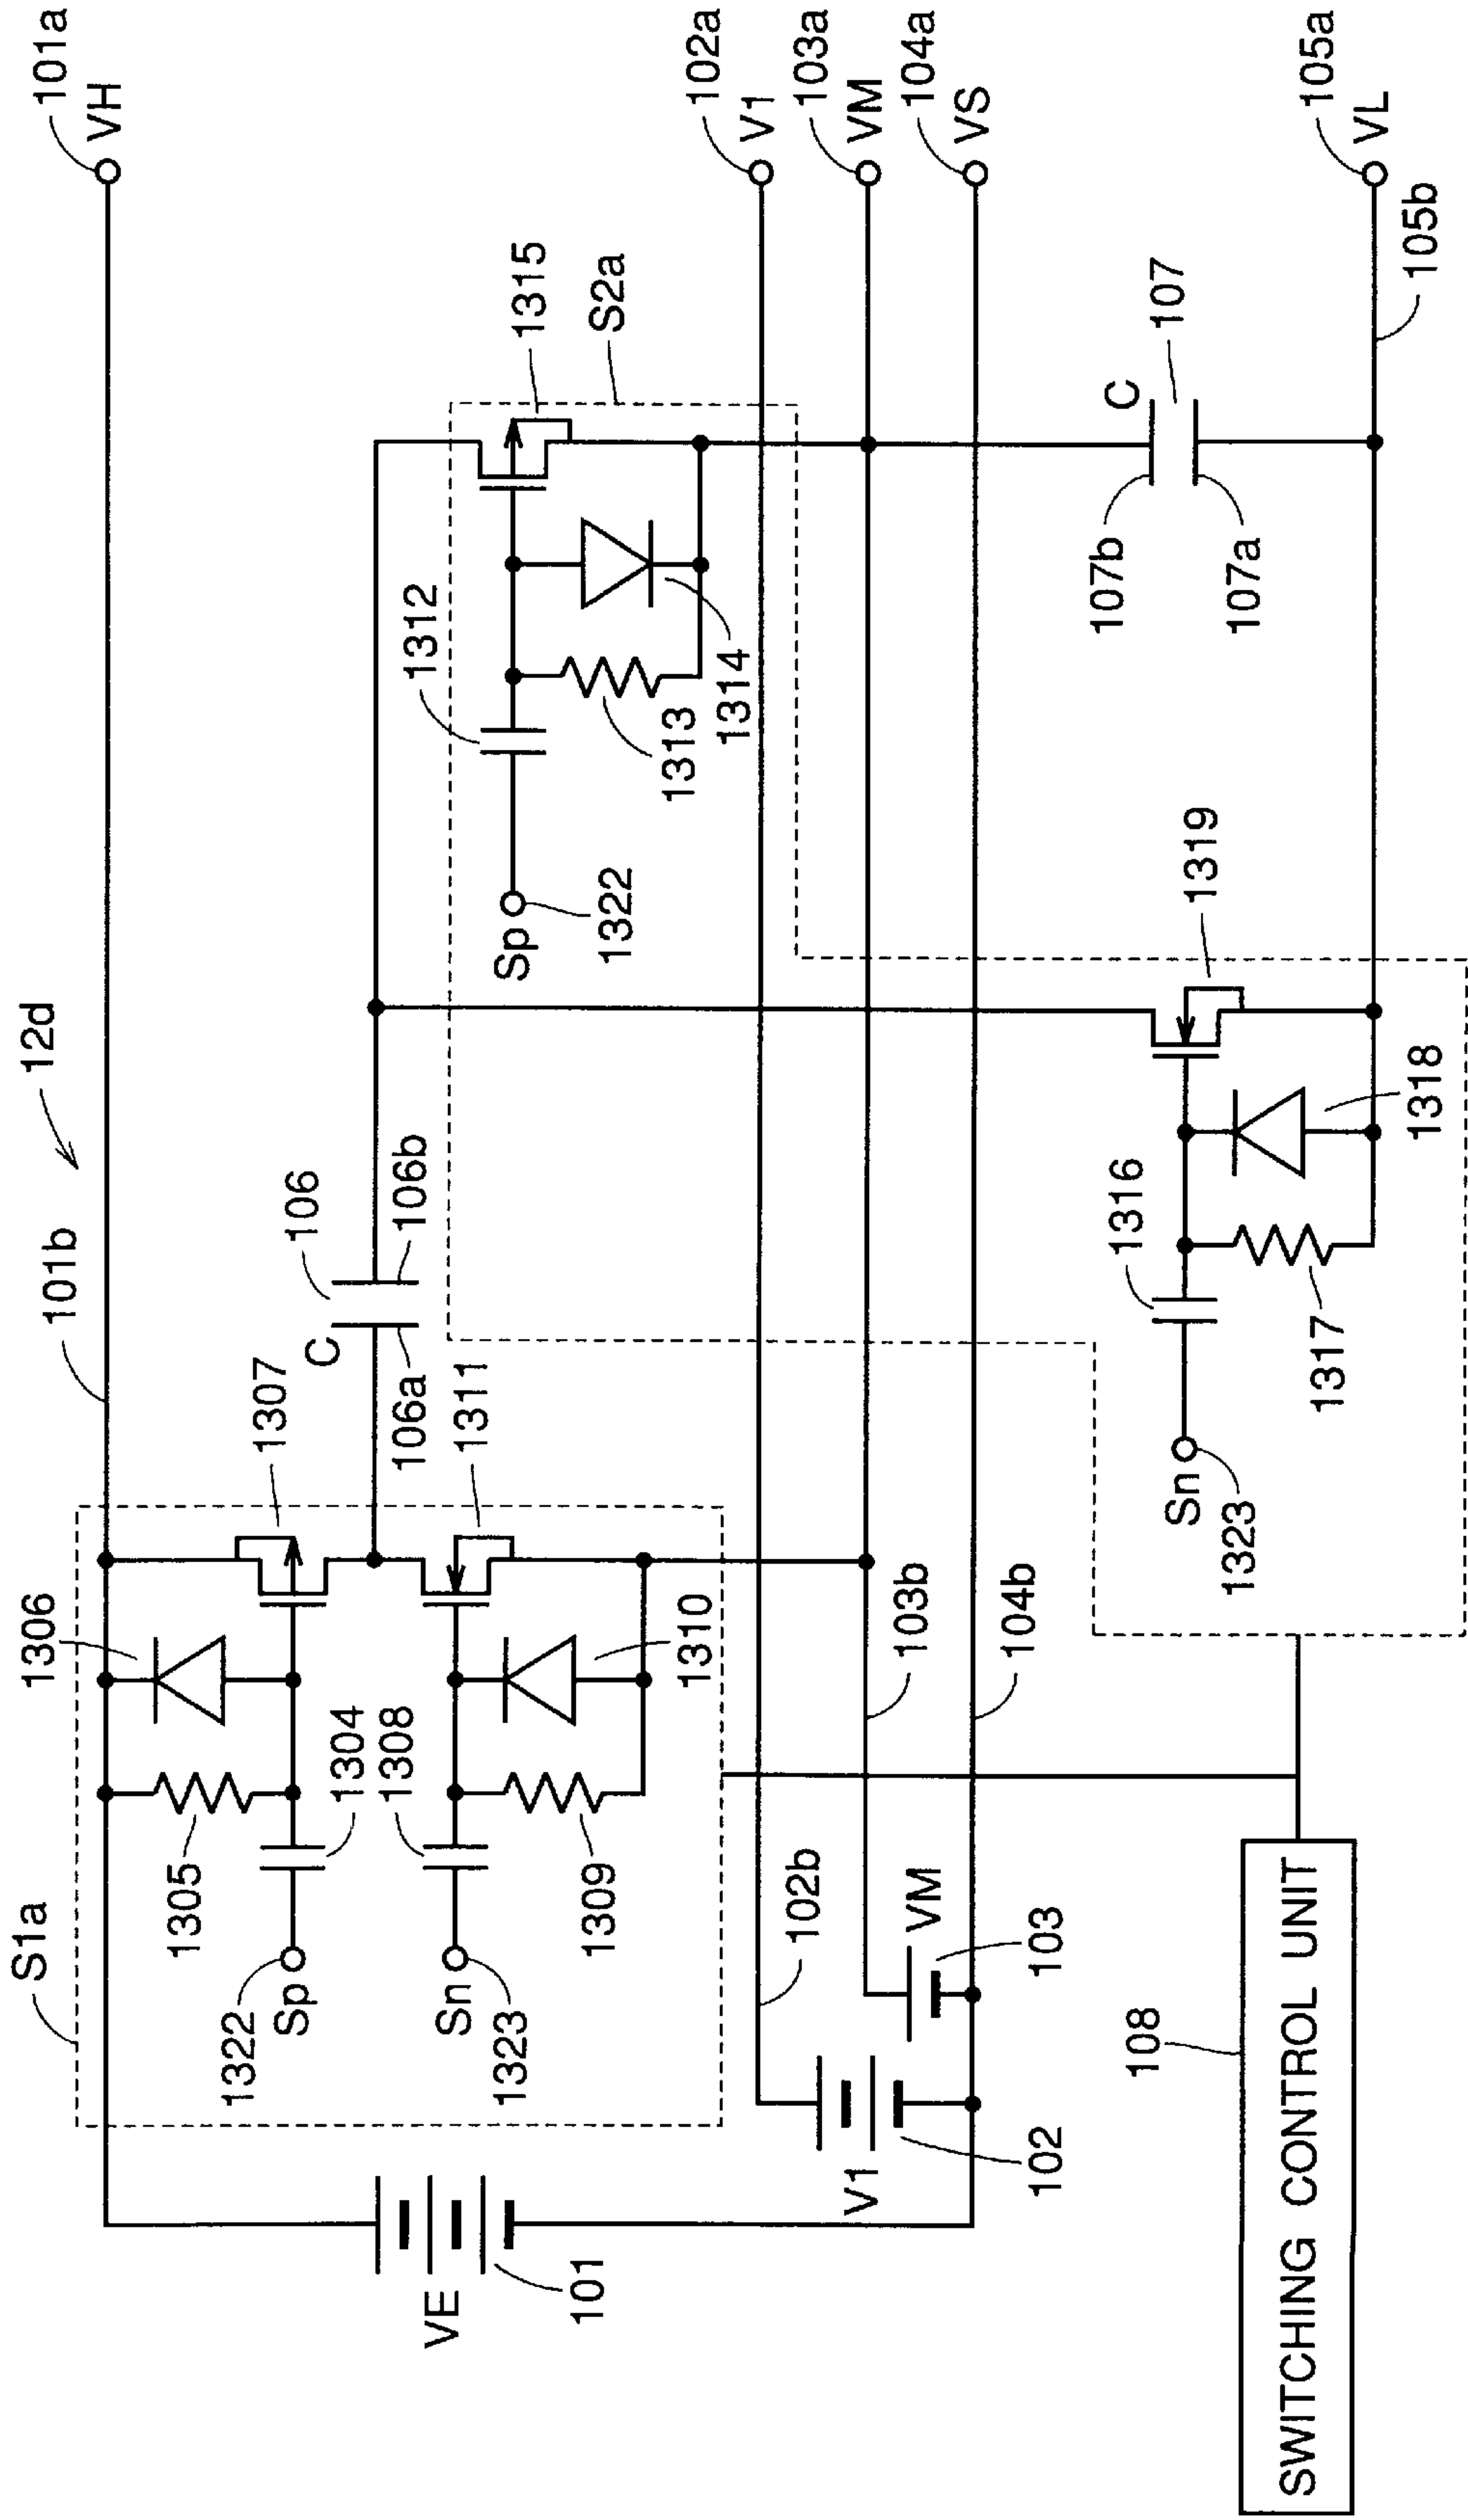 12d
101a
VH
101b
S1a
1306
1307
106
C
106a
106b
1305
1304
1322
Sp
1308
1311
Sn
1323
1309
1310
1312
1315
S2a
1313
1314
Sp
1322
102a
V1
103a
VM
104a
VS
105a
VL
105b
VE
101
V1
102
102b
VM
103
103b
104b
C
107
107b
107a
1316
1319
1318
1317
Sn
1323
108
SWITCHING CONTROL UNIT